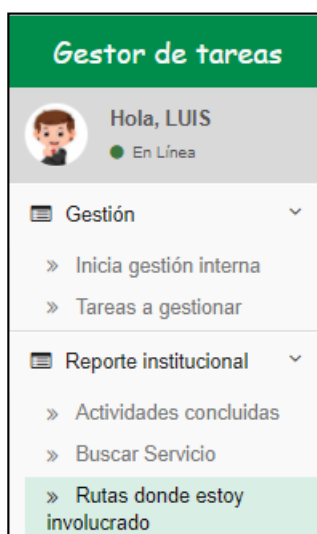 Gestor de tareas
Hola, LUIS
En Línea
Gestión
» Inicia gestión interna
» Tareas a gestionar
Reporte institucional
» Actividades concluidas
» Buscar Servicio
» Rutas donde estoy
involucrado